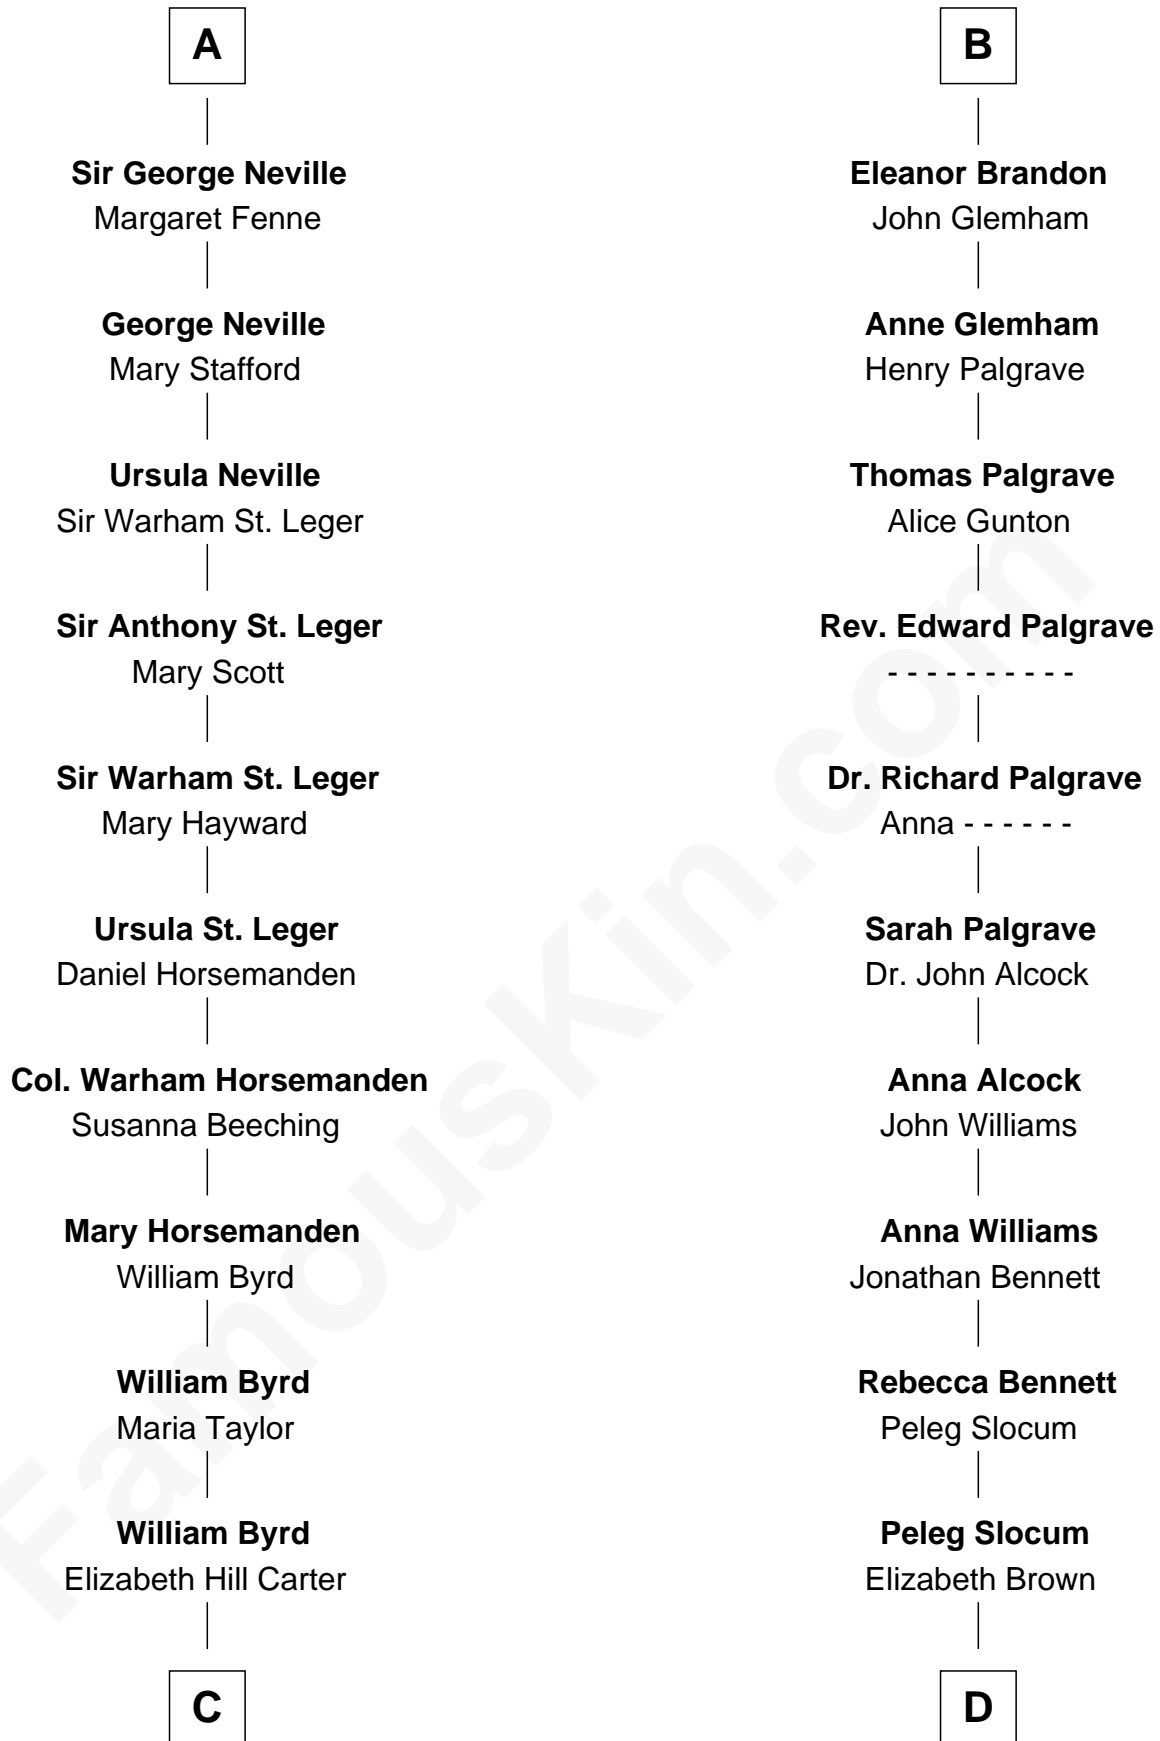 A
Sir George Neville
Margaret Fenne
George Neville
Mary Stafford
Ursula Neville
Sir Warham St. Leger
Sir Anthony St. Leger
Mary Scott
Sir Warham St. Leger
Mary Hayward
Ursula St. Leger
Daniel Horsemanden
Col. Warham Horsemanden
Susanna Beeching
Mary Horsemanden
William Byrd
William Byrd
Maria Taylor
William Byrd
Elizabeth Hill Carter
C
B
Eleanor Brandon
John Glemham
Anne Glemham
Henry Palgrave
Thomas Palgrave
Alice Gunton
Rev. Edward Palgrave
- - - - - - - - - -
Dr. Richard Palgrave
Anna - - - - - -
Sarah Palgrave
Dr. John Alcock
Anna Alcock
John Williams
Anna Williams
Jonathan Bennett
Rebecca Bennett
Peleg Slocum
Peleg Slocum
Elizabeth Brown
D
FamousKin.com